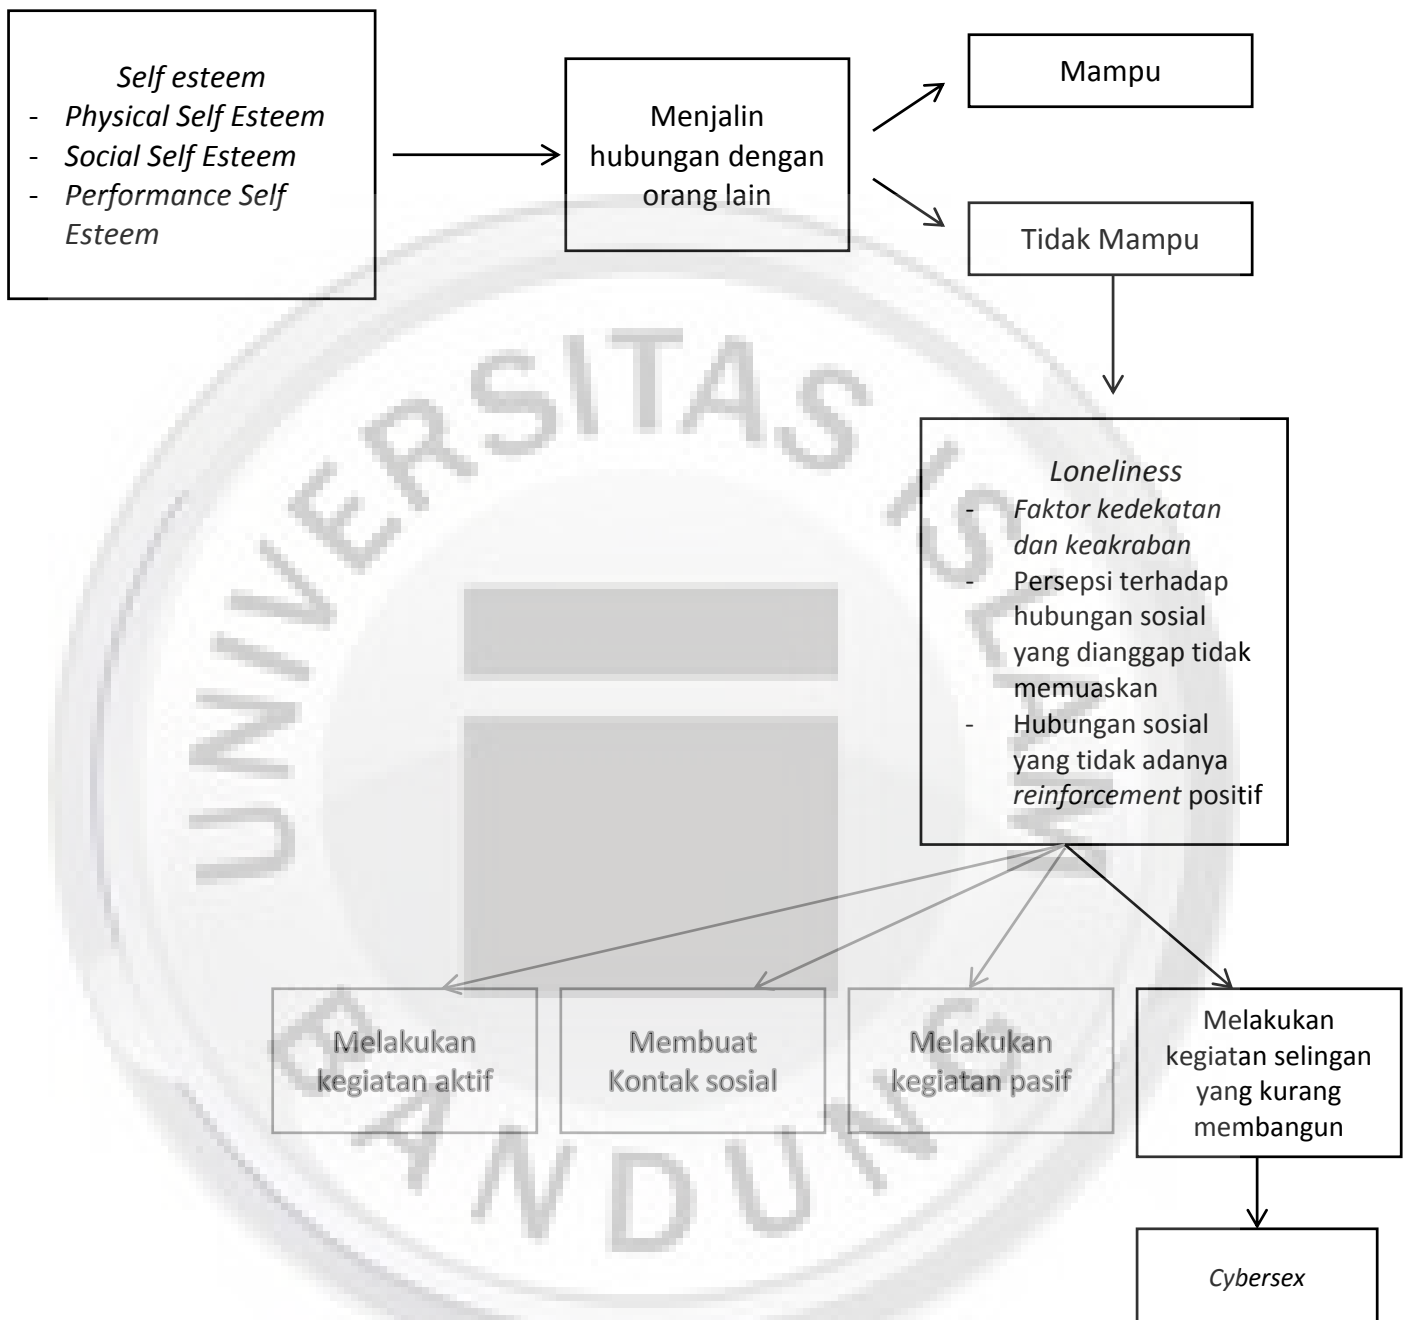 Self esteem
- Physical Self Esteem
- Social Self Esteem
- Performance Self
Esteem
Menjalin
hubungan dengan
orang lain
Mampu
Tidak Mampu
Loneliness
- Faktor kedekatan
dan keakraban
- Persepsi terhadap
hubungan sosial
yang dianggap tidak
memuaskan
- Hubungan sosial
yang tidak adanya
reinforcement positif
Melakukan
kegiatan aktif
Membuat
Kontak sosial
Melakukan
kegiatan pasif
Melakukan
kegiatan selingan
yang kurang
membangun
Cybersex
UNIVERSITAS ISLAM
BANDUNG